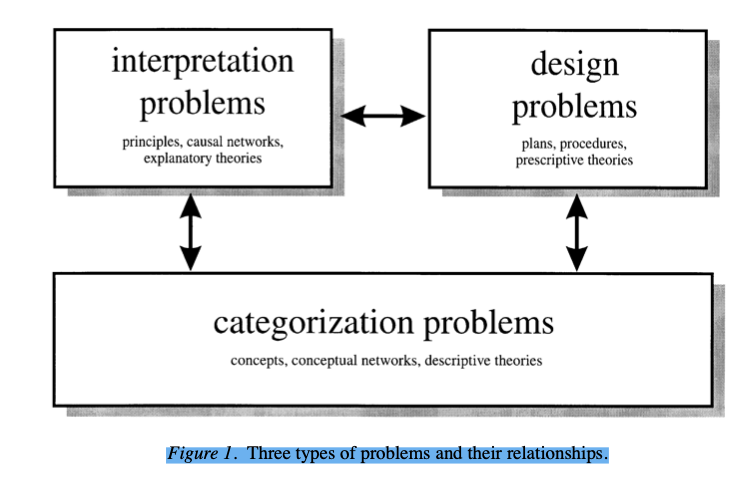 interpretation
problems
principles, causal networks,
explanatory theories
design
problems
plans, procedures,
prescriptive theories
categorization problems
concepts, conceptual networks, descriptive theories
Figure 1. Three types of problems and their relationships.